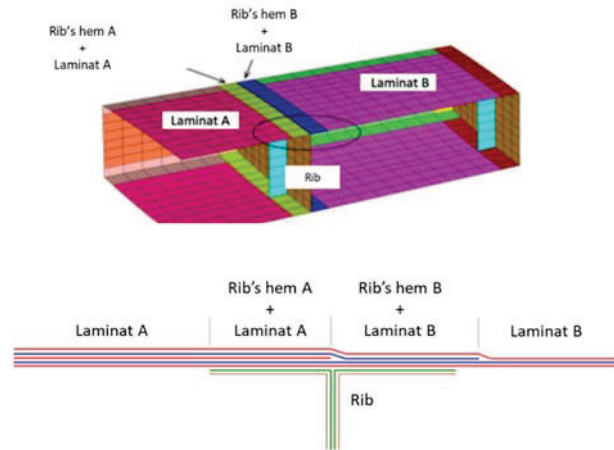 Rib's hem A
+
Laminat A
Rib's hem B
+
Laminat B
Laminat B
Laminat A
Rib
Rib's hem A
+
Laminat A
Rib's hem B
+
Laminat B
Laminat A
Laminat B
Rib